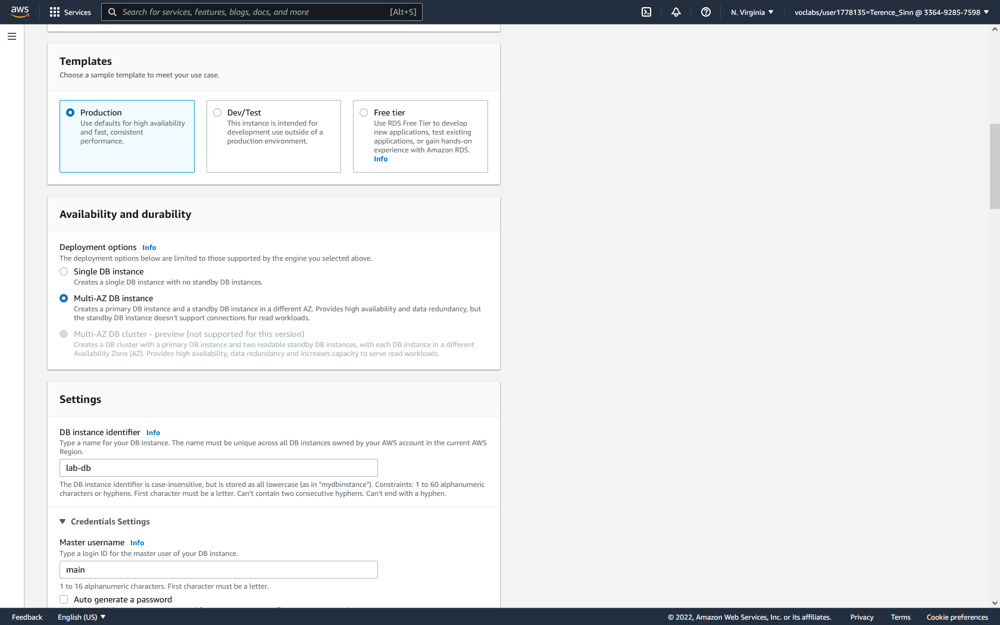 aws
Services
Search for services, features, blogs, docs, and more
[Alt+S]
N. Virginia ▼
voclabs/user1778135=Terence_Sinn @ 3364-9285-7598 ▼
Templates
Choose a sample template to meet your use case.
Production
Use defaults for high availability
and fast, consistent
performance.
Dev/Test
This instance is intended for
development use outside of a
production environment.
Free tier
Use RDS Free Tier to develop
new applications, test existing
applications, or gain hands-on
experience with Amazon RDS.
Info
Availability and durability
Deployment options Info
The deployment options below are limited to those supported by the engine you selected above.
Single DB instance
Creates a single DB instance with no standby DB instances.
Multi-AZ DB instance
Creates a primary DB instance and a standby DB instance in a different AZ. Provides high availability and data redundancy, but
the standby DB instance doesn't support connections for read workloads.
Multi-AZ DB cluster - preview (not supported for this version)
Creates a DB cluster with a primary DB instance and two readable standby DB instances, with each DB instance in a different
Availability Zone (AZ). Provides high availability, data redundancy and increases capacity to serve read workloads.
Settings
DB instance identifier Info
Type a name for your DB instance. The name must be unique across all DB instances owned by your AWS account in the current AWS
Region.
lab-db
The DB instance identifier is case-insensitive, but is stored as all lowercase (as in "mydbinstance"). Constraints: 1 to 60 alphanumeric
characters or hyphens. First character must be a letter. Can't contain two consecutive hyphens. Can't end with a hyphen.
▼ Credentials Settings
Master username Info
Type a login ID for the master user of your DB instance.
main
1 to 16 alphanumeric characters. First character must be a letter.
Auto generate a password
Feedback
English (US) ▼
© 2022, Amazon Web Services, Inc. or its affiliates.
Privacy
Terms
Cookie preferences